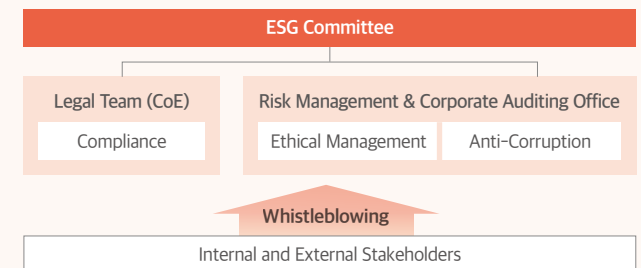 ESG Committee
Legal Team (CoE)
Risk Management & Corporate Auditing Office
Compliance
Ethical Management
Anti-Corruption
Whistleblowing
Internal and External Stakeholders